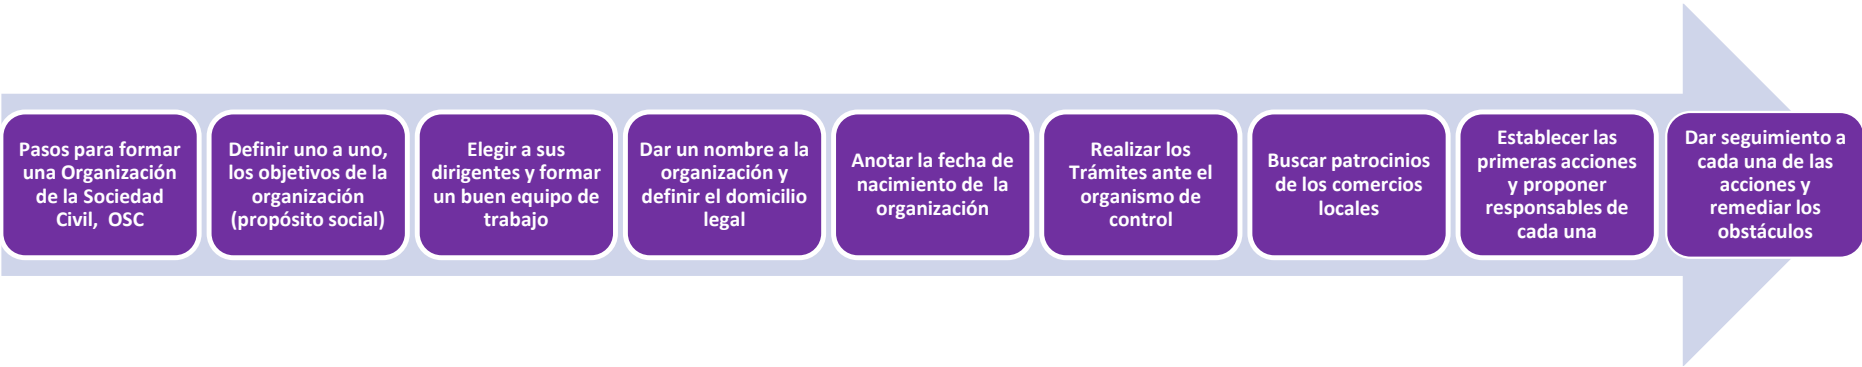 Pasos para formar
una Organización
de la Sociedad
Civil, OSC
Definir uno a uno,
los objetivos de la
organización
(propósito social)
Elegir a sus
dirigentes y formar
un buen equipo de
trabajo
Dar un nombre a la
organización y
definir el domicilio
legal
Anotar la fecha de
nacimiento de la
organización
Realizar los
Trámites ante el
organismo de
control
Buscar patrocinios
de los comercios
locales
Establecer las
primeras acciones
y proponer
responsables de
cada una
Dar seguimiento a
cada una de las
acciones y
remediar los
obstáculos